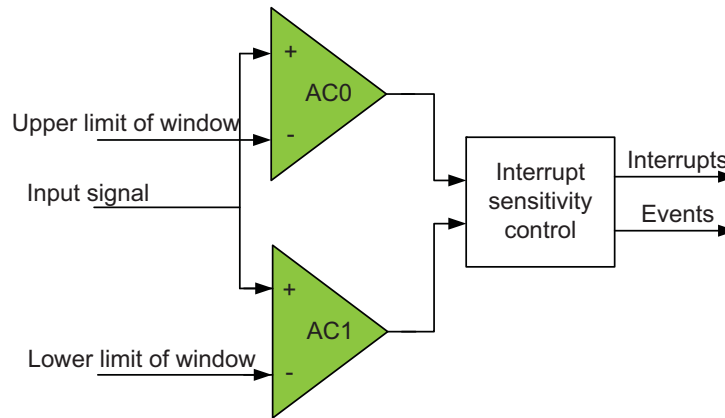 +
AC0
Upper limit of window
-
Input signal
Interrupt
sensitivity
control
Interrupts
Events
+
AC1
Lower limit of window
-